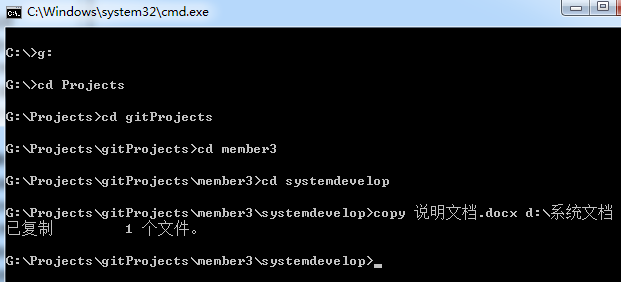 C:\Windows\system32\cmd.exe
C:\>g:
G:\>cd Projects
G:\Projects>cd gitProjects
G:\Projects\gitProjects>cd member3
G:\Projects\gitProjects\member3>cd systemdevelop
G:\Projects\gitProjects\member3\systemdevelop>copy 说明文档.docx d:\系统文档
已复制         1 个文件。
G:\Projects\gitProjects\member3\systemdevelop>